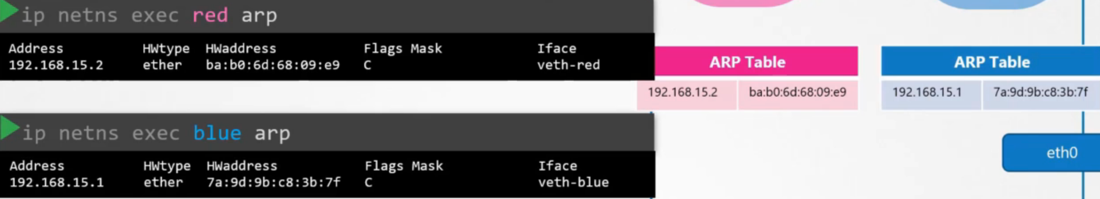 ip netns exec red arp
Address HWtype HWaddress Flags Mask Iface
192.168.15.2 ether ba:b0:6d:68:09:e9 C veth-red
ip netns exec blue arp
Address HWtype HWaddress Flags Mask Iface
192.168.15.1 ether 7a:9d:9b:c8:3b:7f C veth-blue
ARP Table
192.168.15.2 ba:b0:6d:68:09:e9
ARP Table
192.168.15.1 7a:9d:9b:c8:3b:7f
eth0